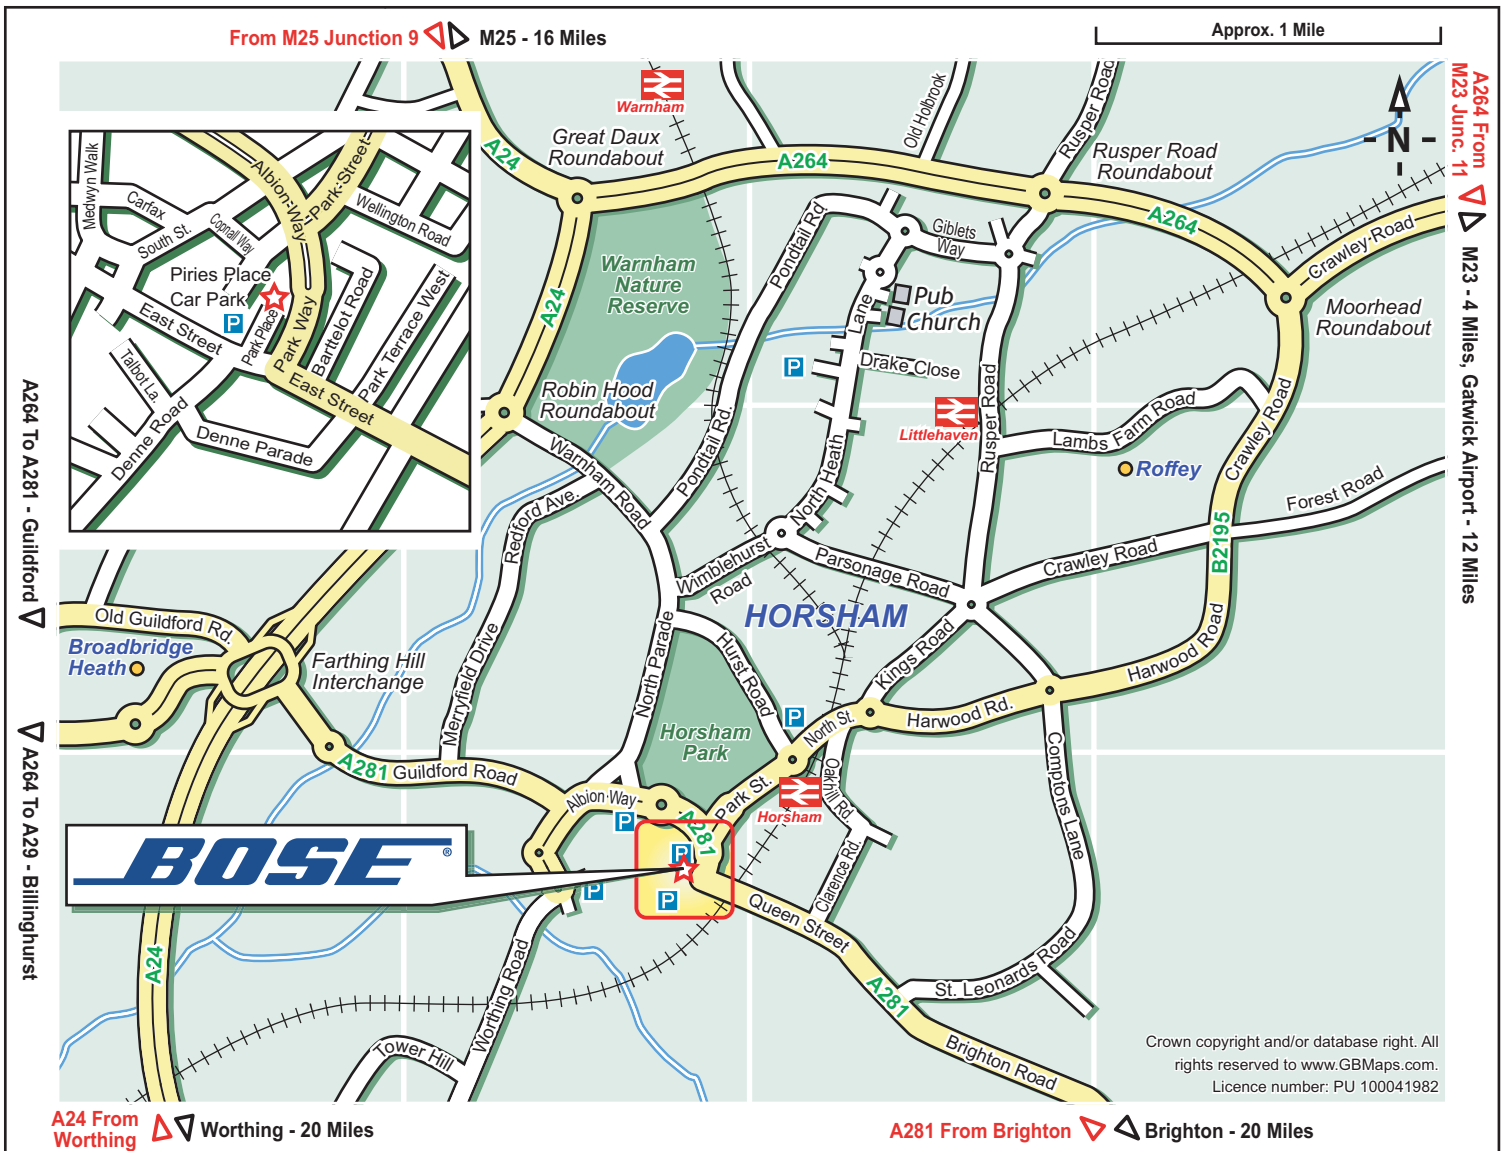 From M25 Junction 9
M25 - 16 Miles
Approx. 1 Mile
A264 From
M23 Junc. 11
M23 - 4 Miles, Gatwick Airport - 12 Miles
N
Warnham
Great Daux
Roundabout
A24
A264
Old Holbrook
Rusper Road
Rusper Road
Roundabout
A264
Crawley Road
Moorhead
Roundabout
Medwyn Walk
Carfax
South St.
Copnall Way
Albion Way
Park Street
Wellington Road
Piries Place
Car Park
P
East Street
Park Place
Park Way
Bartelot Road
Park Terrace West
East Street
Talbot La.
Denne Road
Denne Parade
Warnham
Nature
Reserve
A24
Pondtail Rd
Giblets
Way
Pub
Church
Lane
Drake Close
P
Robin Hood
Roundabout
Littlehaven
Rusper Road
Lambs Farm Road
Crawley Road
Roffey
Forest Road
B2195
Warnham Road
Pondtail Rd.
North Heath
Redford Ave.
Wimblehurst
Road
Parsonage Road
Crawley Road
HORSHAM
A264 To A281 - Guildford
Old Guildford Rd.
Broadbridge
Heath
Farthing Hill
Interchange
Merryfield Drive
North Parade
Hurst Road
Kings Road
Harwood Road
Harwood Rd.
North St.
P
Horsham
Park
A281
Guildford Road
Albion Way
P
A281
Park St.
Horsham
Oakhill Rd.
Comptons Lane
A264 To A29 - Billinghurst
BOSE®
P
P
P
Clarence Rd.
Queen Street
A24
Worthing Road
A281
St. Leonards Road
Tower Hill
Brighton Road
Crown copyright and/or database right. All
rights reserved to www.GBMaps.com.
Licence number: PU 100041982
A24 From
Worthing
Worthing - 20 Miles
A281 From Brighton
Brighton - 20 Miles